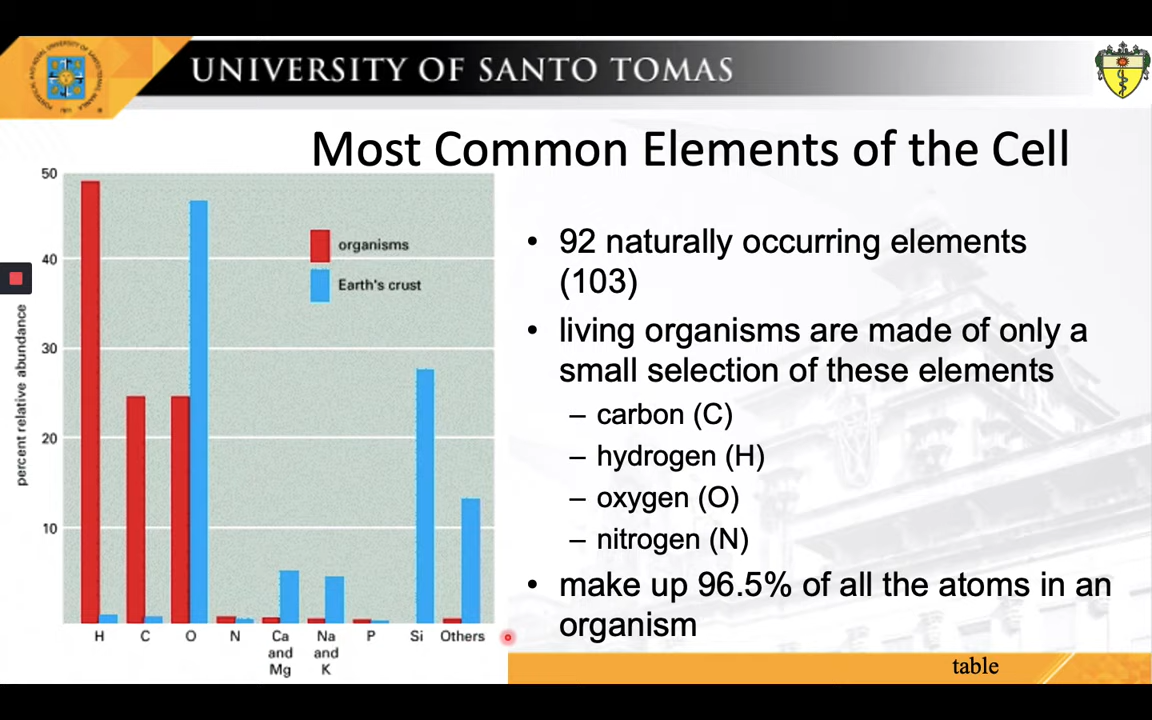 UNIVERSITY OF SANTO TOMAS
Most Common Elements of the Cell
50
40
30
20
10
percent relative abundance
organisms
Earth's crust
H C O N Ca and Mg Na and K P Si Others
• 92 naturally occurring elements
(103)
• living organisms are made of only a
small selection of these elements
– carbon (C)
– hydrogen (H)
– oxygen (O)
– nitrogen (N)
• make up 96.5% of all the atoms in an
organism
table